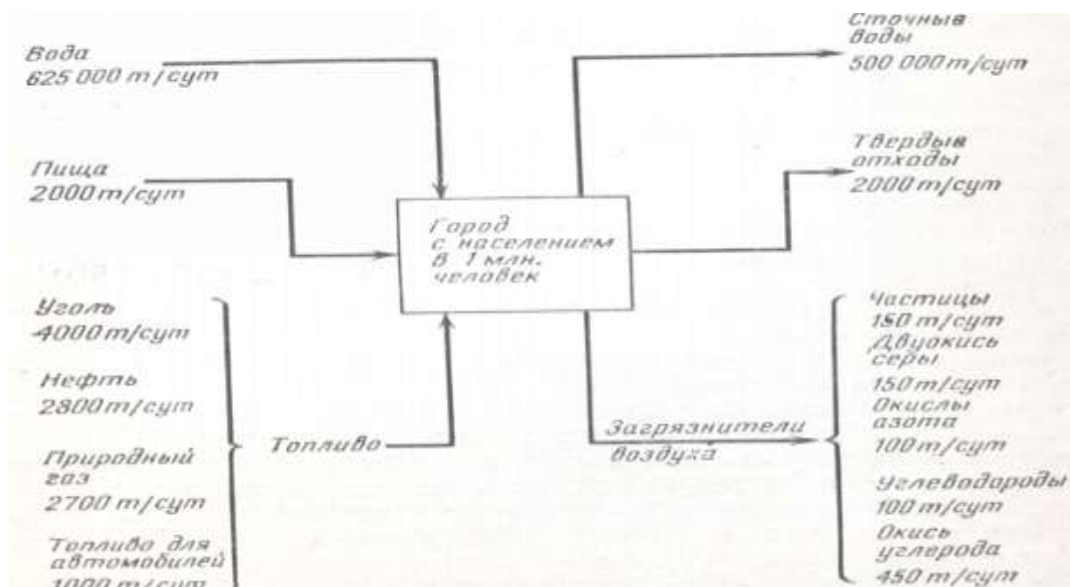 Вода
625 000 т/сут
Пища
2000 т/сут
Уголь
4000 т/сут
Нефть
2800 т/сут
Природный
газ
2700 т/сут
Топливо для
автомобилей
1000 т/сут
Топливо
Город
с населением
в 1 млн.
человек
Сточные
воды
500 000 т/сут
Твердые
отходы
2000 т/сут
Загрязнители
воздуха
Частицы
150 т/сут
Двуокись
серы
150 т/сут
Окислы
азота
100 т/сут
Углеводороды
100 т/сут
Окись
углерода
450 т/сут